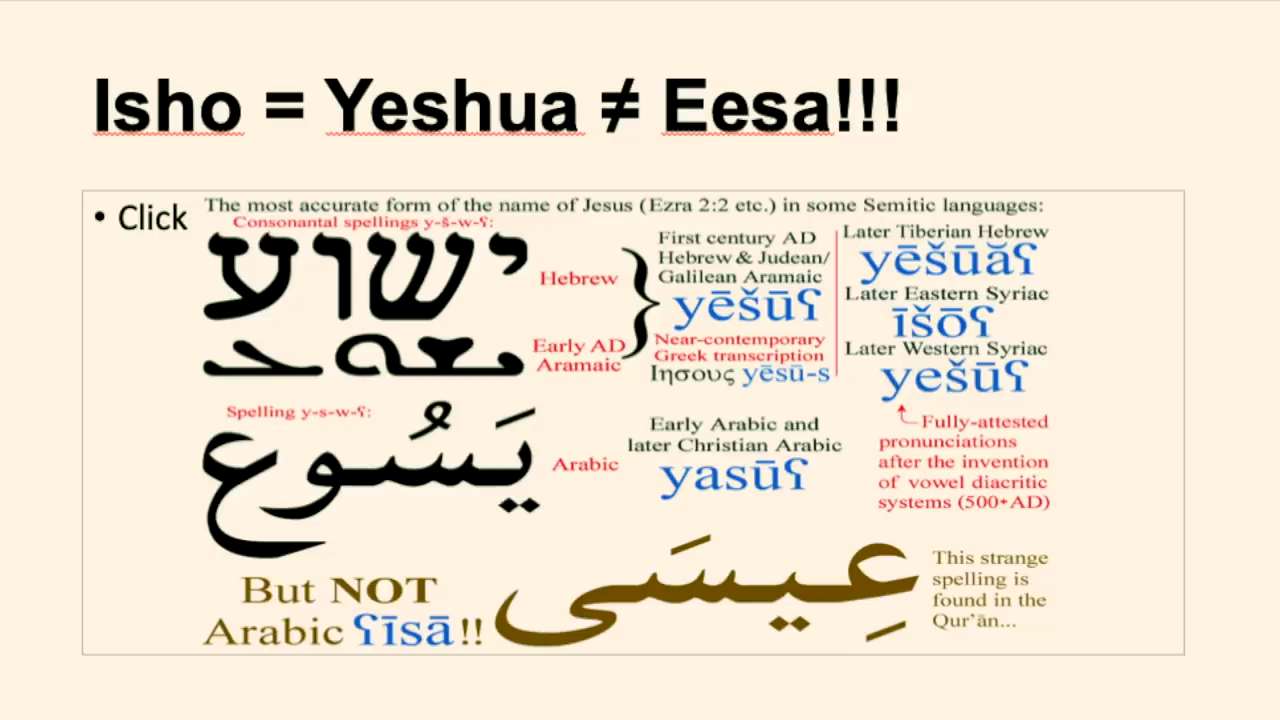 Isho = Yeshua ≠ Eesa!!!
• Click
The most accurate form of the name of Jesus (Ezra 2:2 etc.) in some Semitic languages:
Consonantal spellings y-š-w-ʕ:
ישוע
Hebrew
ܝܫܘܥ
Early AD
Aramaic
}
First century AD
Hebrew & Judean/
Galilean Aramaic
yēšūʕ
Near-contemporary
Greek transcription
Ιησους yēsū-s
Later Tiberian Hebrew
yēšūăʕ
Later Eastern Syriac
īšōʕ
Later Western Syriac
yešūʕ
Fully-attested
pronunciations
after the invention
of vowel diacritic
systems (500+AD)
Spelling y-s-w-ʕ:
يَسُوع
Arabic
Early Arabic and
later Christian Arabic
yasūʕ
But NOT
Arabic ʕīsā !!
عِيسَى
This strange
spelling is
found in the
Qur’ān...